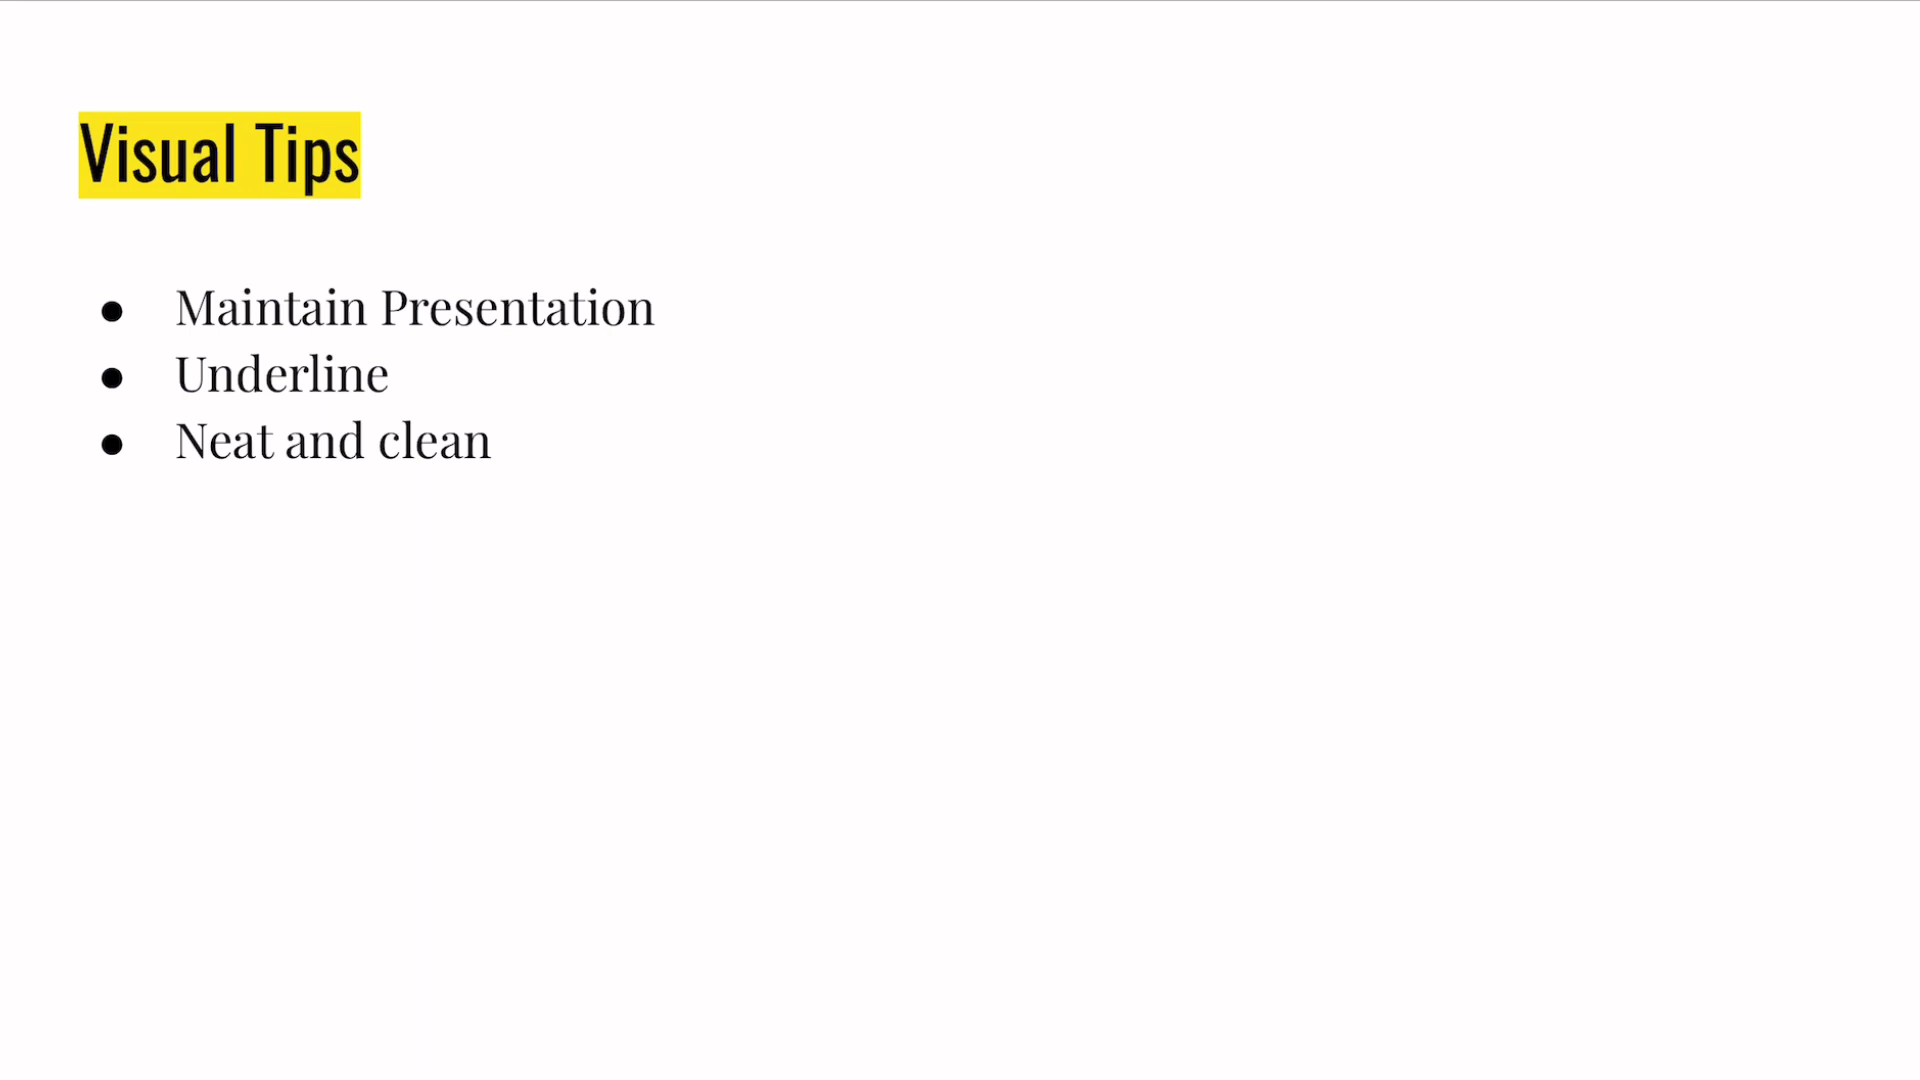 Visual Tips
● Maintain Presentation
● Underline
● Neat and clean